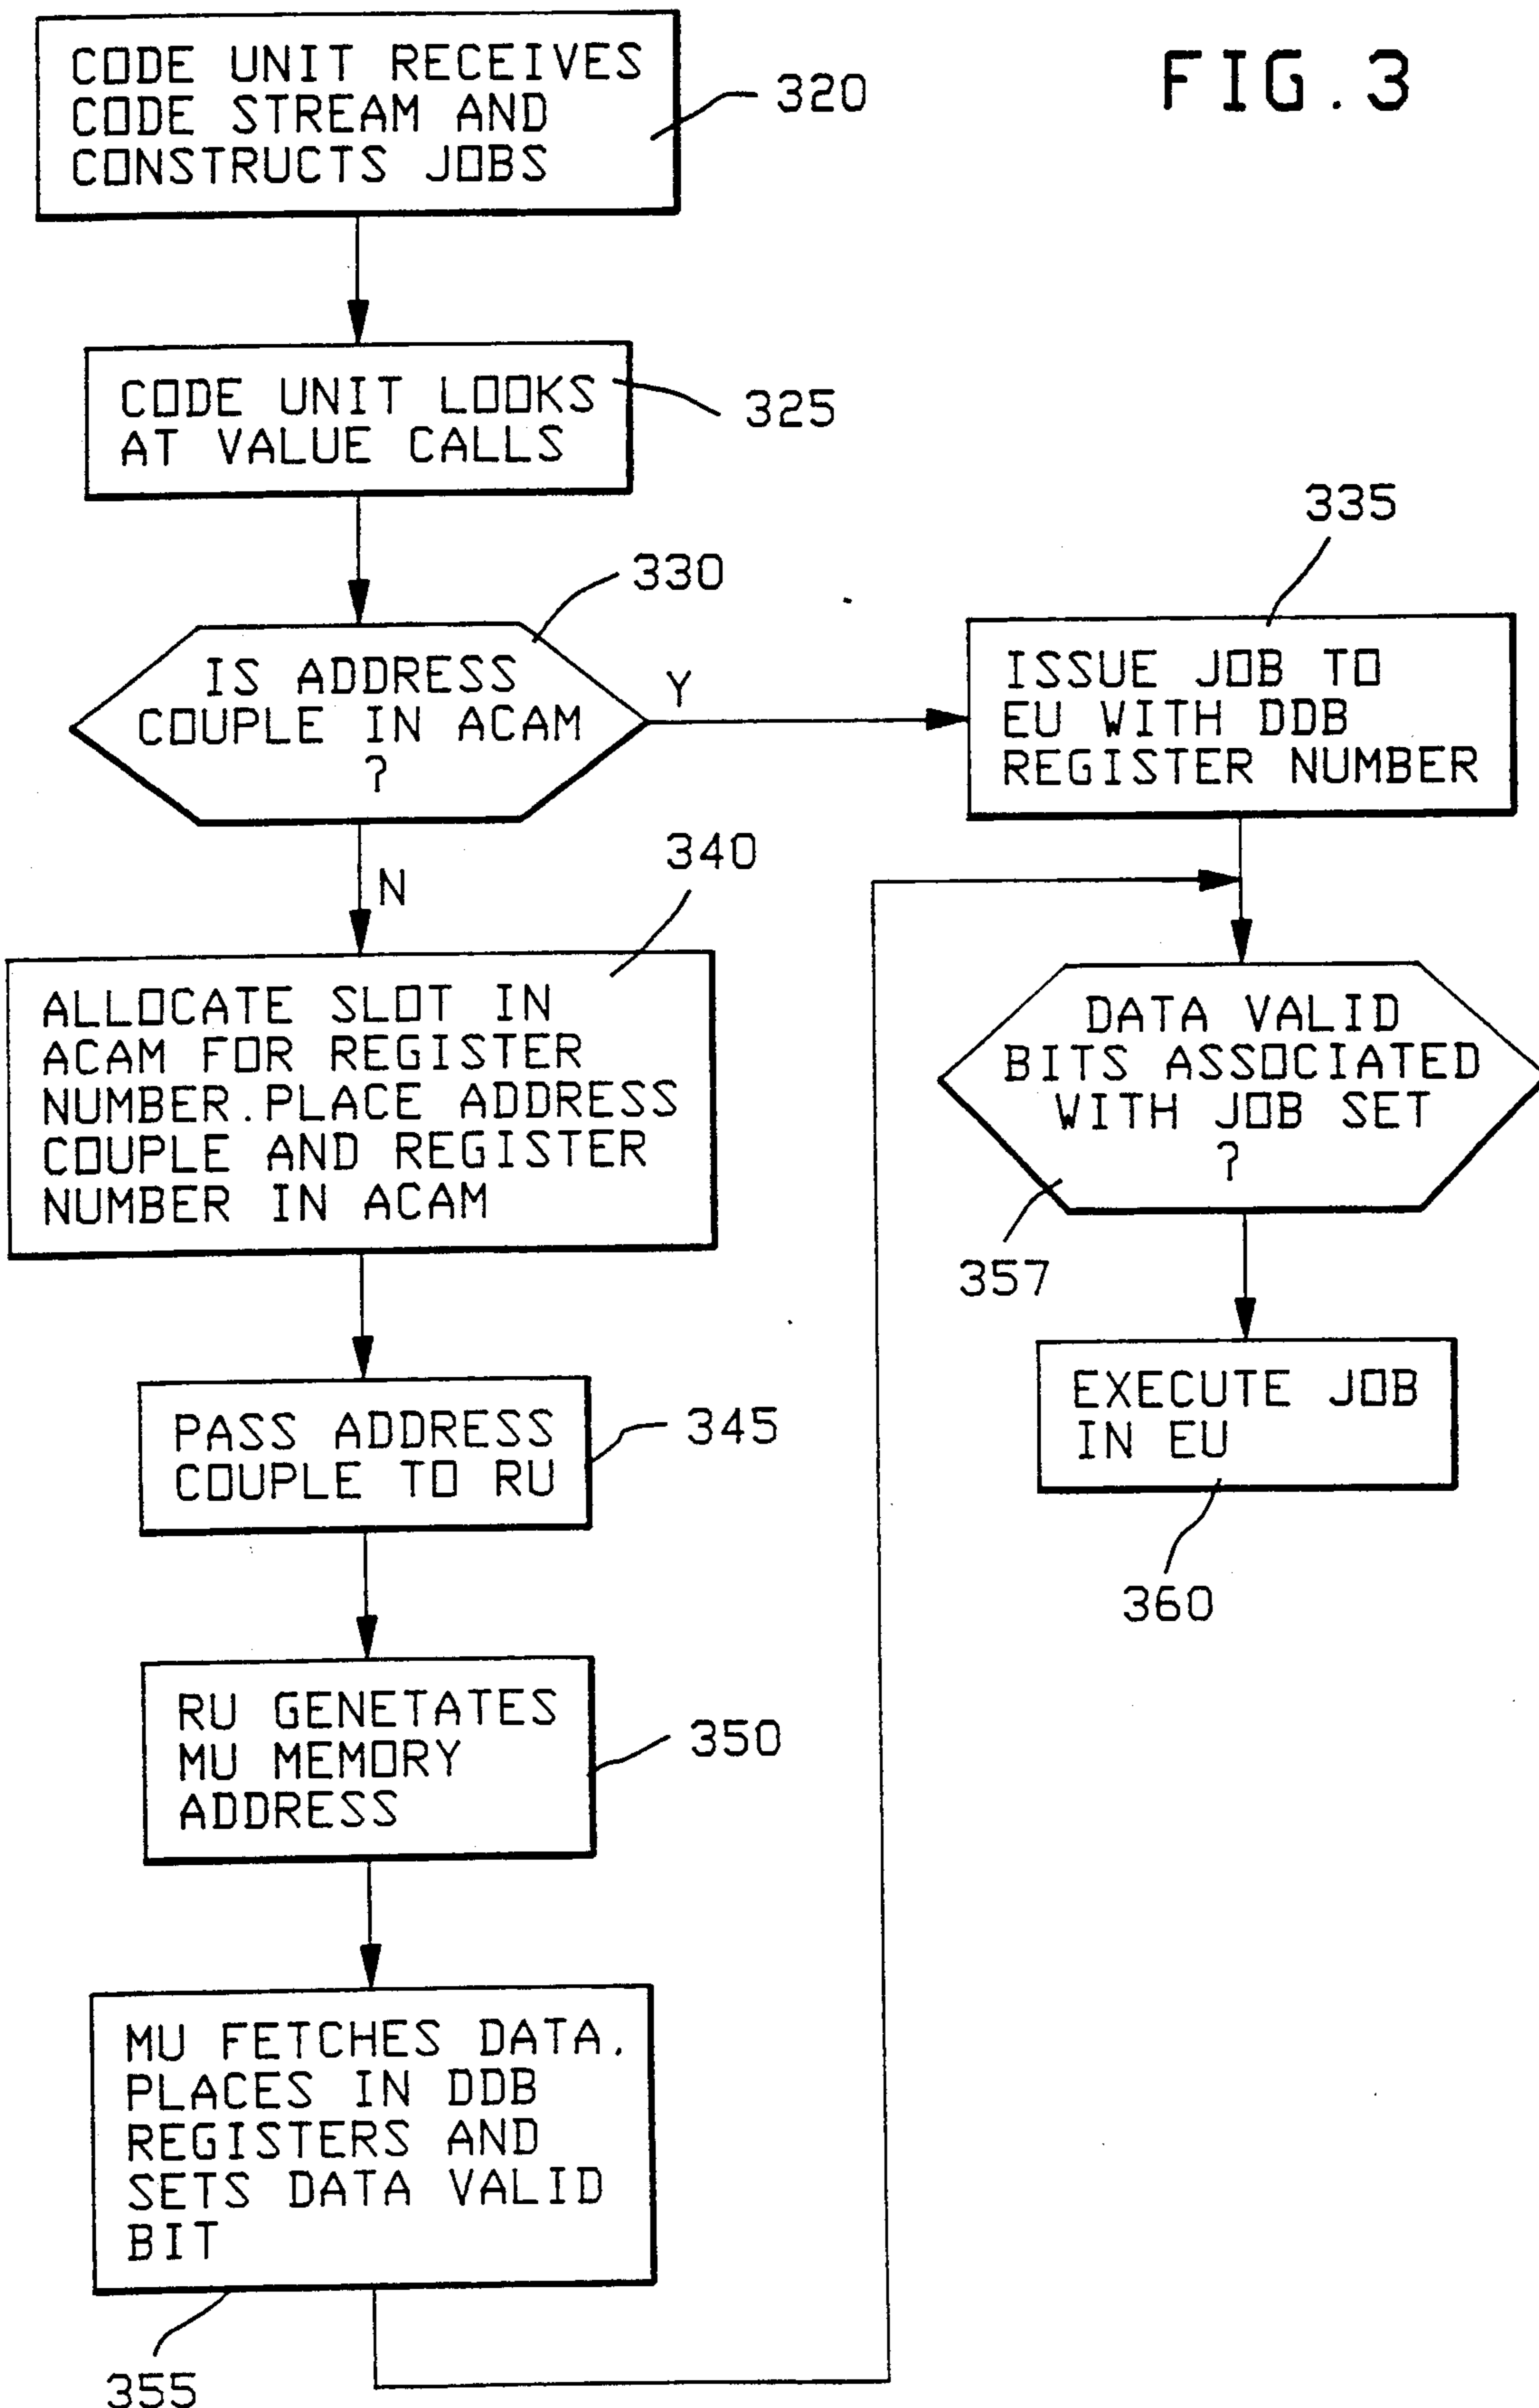 FIG.3
CODE UNIT RECEIVES
CODE STREAM AND
CONSTRUCTS JOBS
320
CODE UNIT LOOKS
AT VALUE CALLS
325
330
IS ADDRESS
COUPLE IN ACAM
?
Y
N
335
ISSUE JOB TO
EU WITH DDB
REGISTER NUMBER
340
ALLOCATE SLOT IN
ACAM FOR REGISTER
NUMBER.PLACE ADDRESS
COUPLE AND REGISTER
NUMBER IN ACAM
DATA VALID
BITS ASSOCIATED
WITH JOB SET
?
357
PASS ADDRESS
COUPLE TO RU
345
EXECUTE JOB
IN EU
360
RU GENETATES
MU MEMORY
ADDRESS
350
MU FETCHES DATA,
PLACES IN DDB
REGISTERS AND
SETS DATA VALID
BIT
355